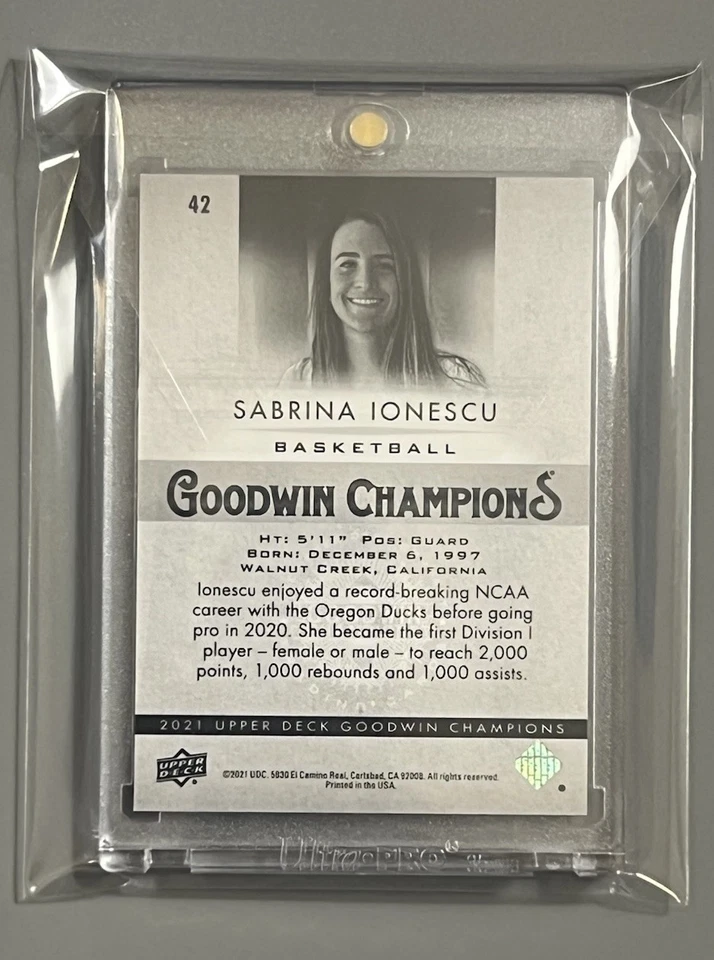 42
SABRINA IONESCU
BASKETBALL
GOODWIN CHAMPIONS
HT: 5'11" POS: GUARD
BORN: DECEMBER 6, 1997
WALNUT CREEK, CALIFORNIA
Ionescu enjoyed a record-breaking NCAA
career with the Oregon Ducks before going
pro in 2020. She became the first Division I
player – female or male – to reach 2,000
points, 1,000 rebounds and 1,000 assists.
2021 UPPER DECK GOODWIN CHAMPIONS
UPPER
DECK
©2021 UDC. 5830 El Camino Real, Carlsbad, CA 92008. All rights reserved.
Printed in the USA.
Ultra•PRO®